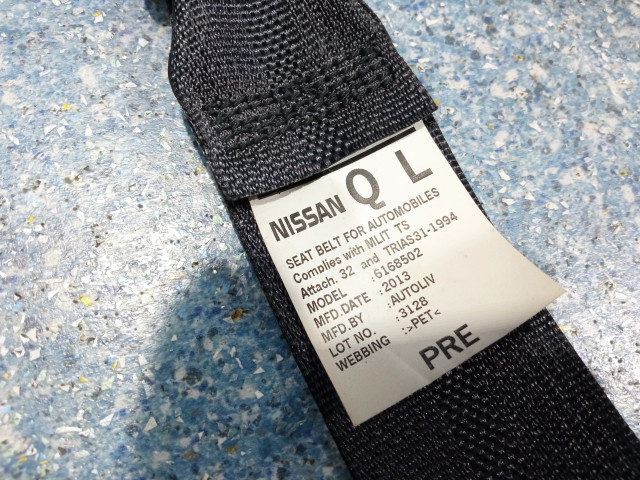 NISSAN Q L
SEAT BELT FOR AUTOMOBILES
Complies with MLIT TS
Attach. 32 and TRIAS31-1994
MODEL :6168502
MFD.DATE :2013
MFD.BY :AUTOLIV
LOT NO. :3128
WEBBING :>PET<
PRE